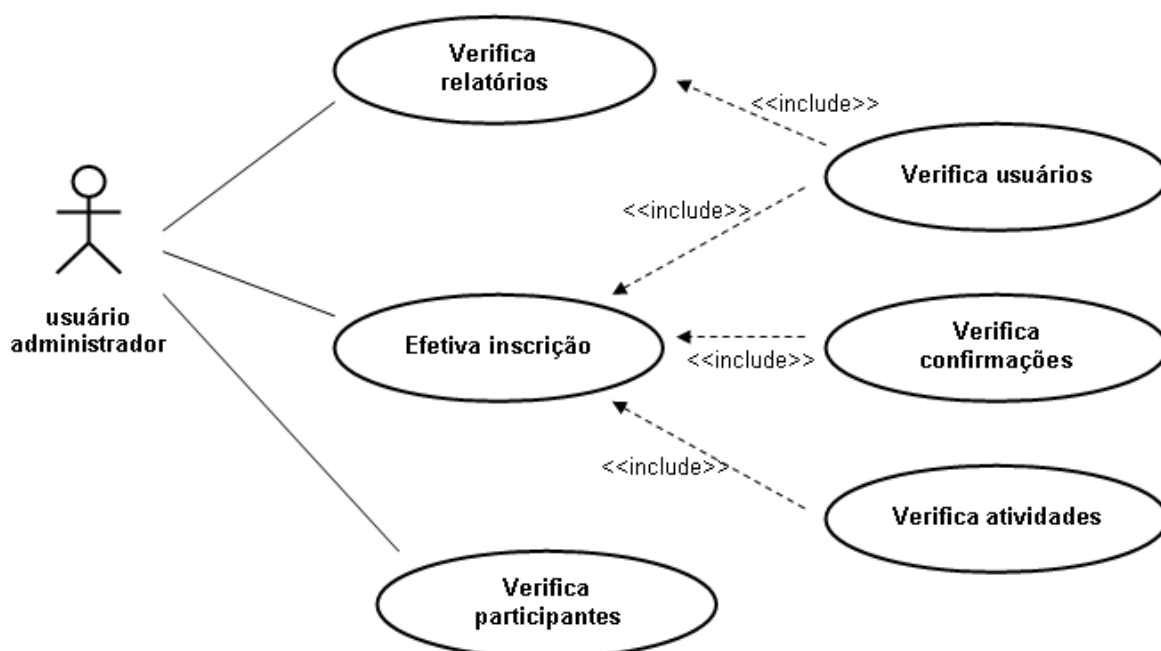 Verifica
relatórios
<<include>>
Verifica usuários
<<include>>
usuário
administrador
Efetiva inscrição
<<include>>
Verifica
confirmações
<<include>>
Verifica atividades
Verifica
participantes